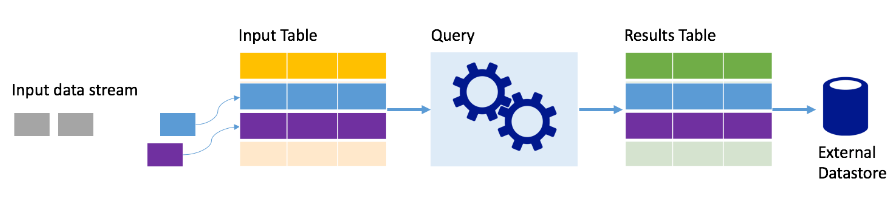 Input Table
Query
Results Table
Input data stream
External
Datastore